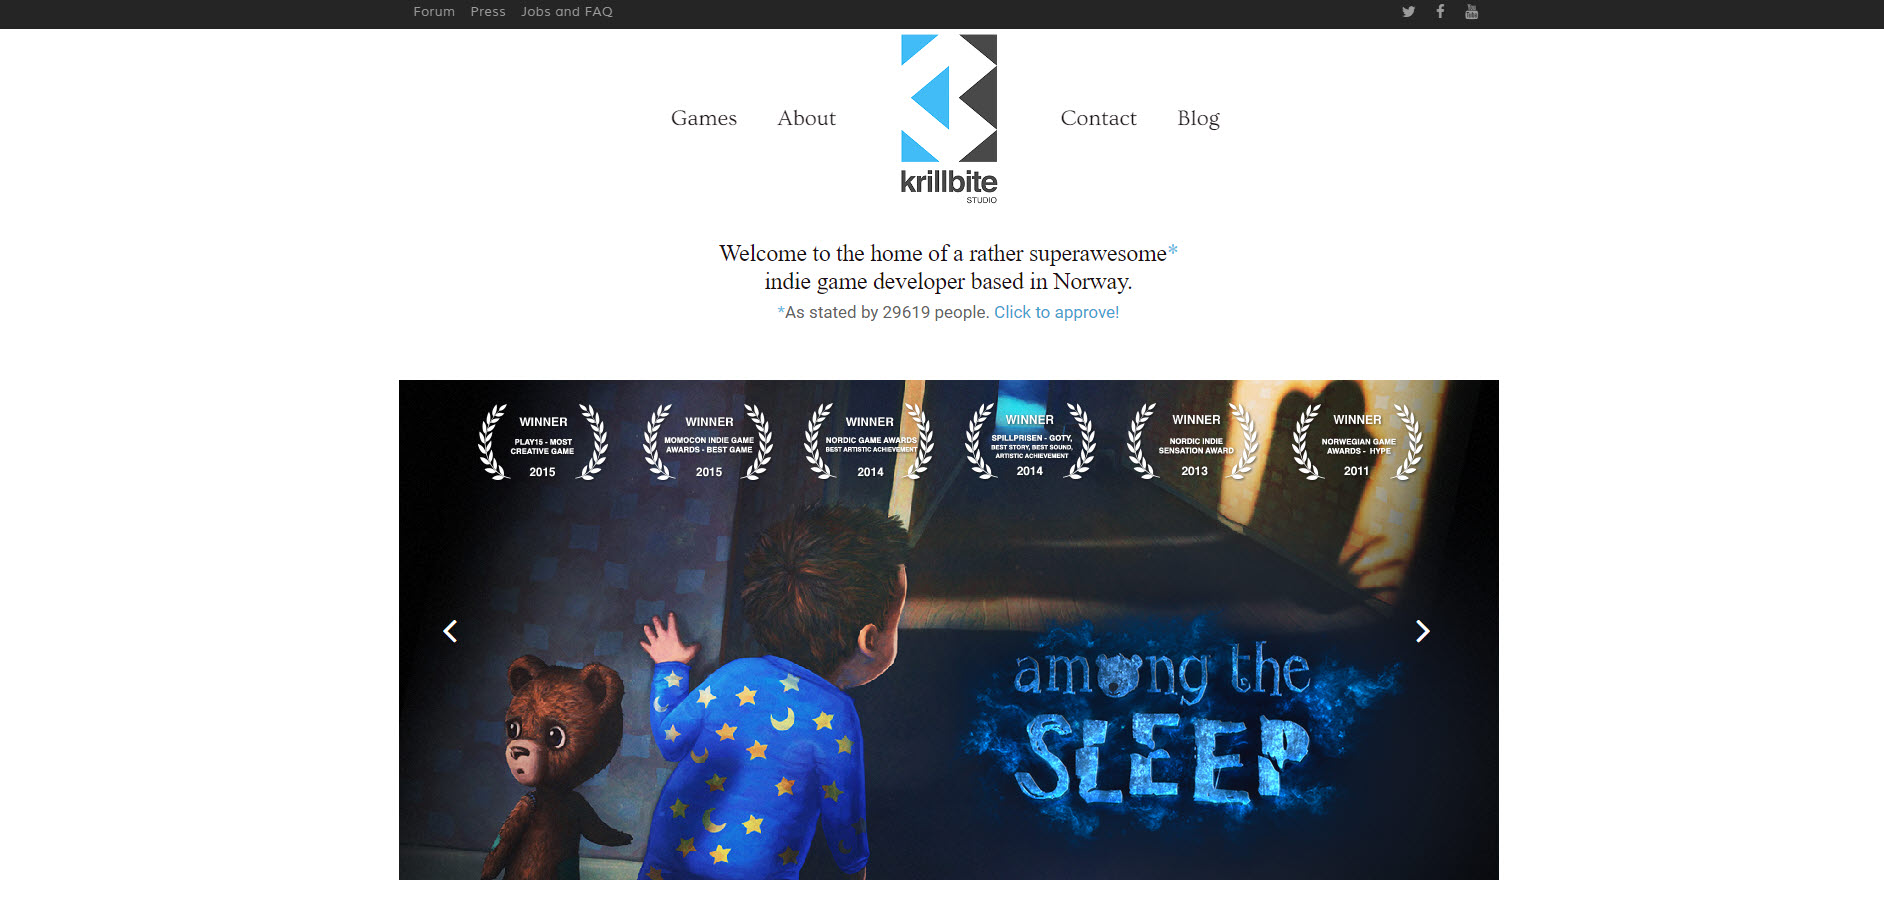 Forum Press Jobs and FAQ
Games About Contact Blog
krillbite
STUDIO
Welcome to the home of a rather superawesome*
indie game developer based in Norway.
*As stated by 29619 people. Click to approve!
WINNER
PLAY15 - MOST
CREATIVE GAME
2015
WINNER
MOMOCON INDIE GAME
AWARDS - BEST GAME
2015
WINNER
NORDIC GAME AWARDS
BEST ARTISTIC ACHIEVEMENT
2014
WINNER
SPILLPRISEN - GOTY,
BEST STORY, BEST SOUND,
ARTISTIC ACHIEVEMENT
2014
WINNER
NORDIC INDIE
SENSATION AWARD
2013
WINNER
NORWEGIAN GAME
AWARDS - HYPE
2011
among the
SLEEP